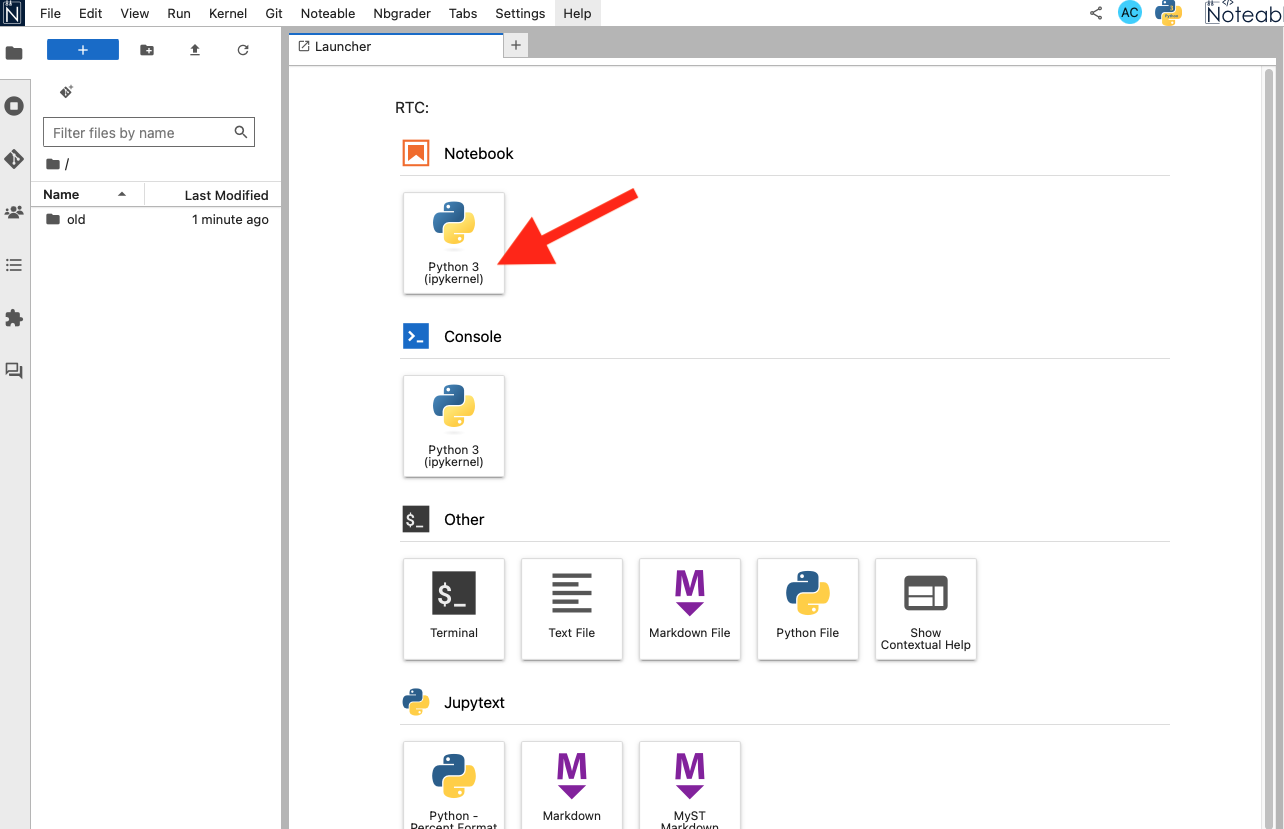 File Edit View Run Kernel Git Noteable Nbgrader Tabs Settings Help
AC
Python
Noteab
+
Launcher
+
Filter files by name
/
Name Last Modified
old 1 minute ago
RTC:
Notebook
Python 3
(ipykernel)
Console
Python 3
(ipykernel)
$_ Other
$_
Terminal
Text File
M
Markdown File
Python File
Show
Contextual Help
Jupytext
Python -
Percent Format
M
Markdown
M
MyST
Markdown